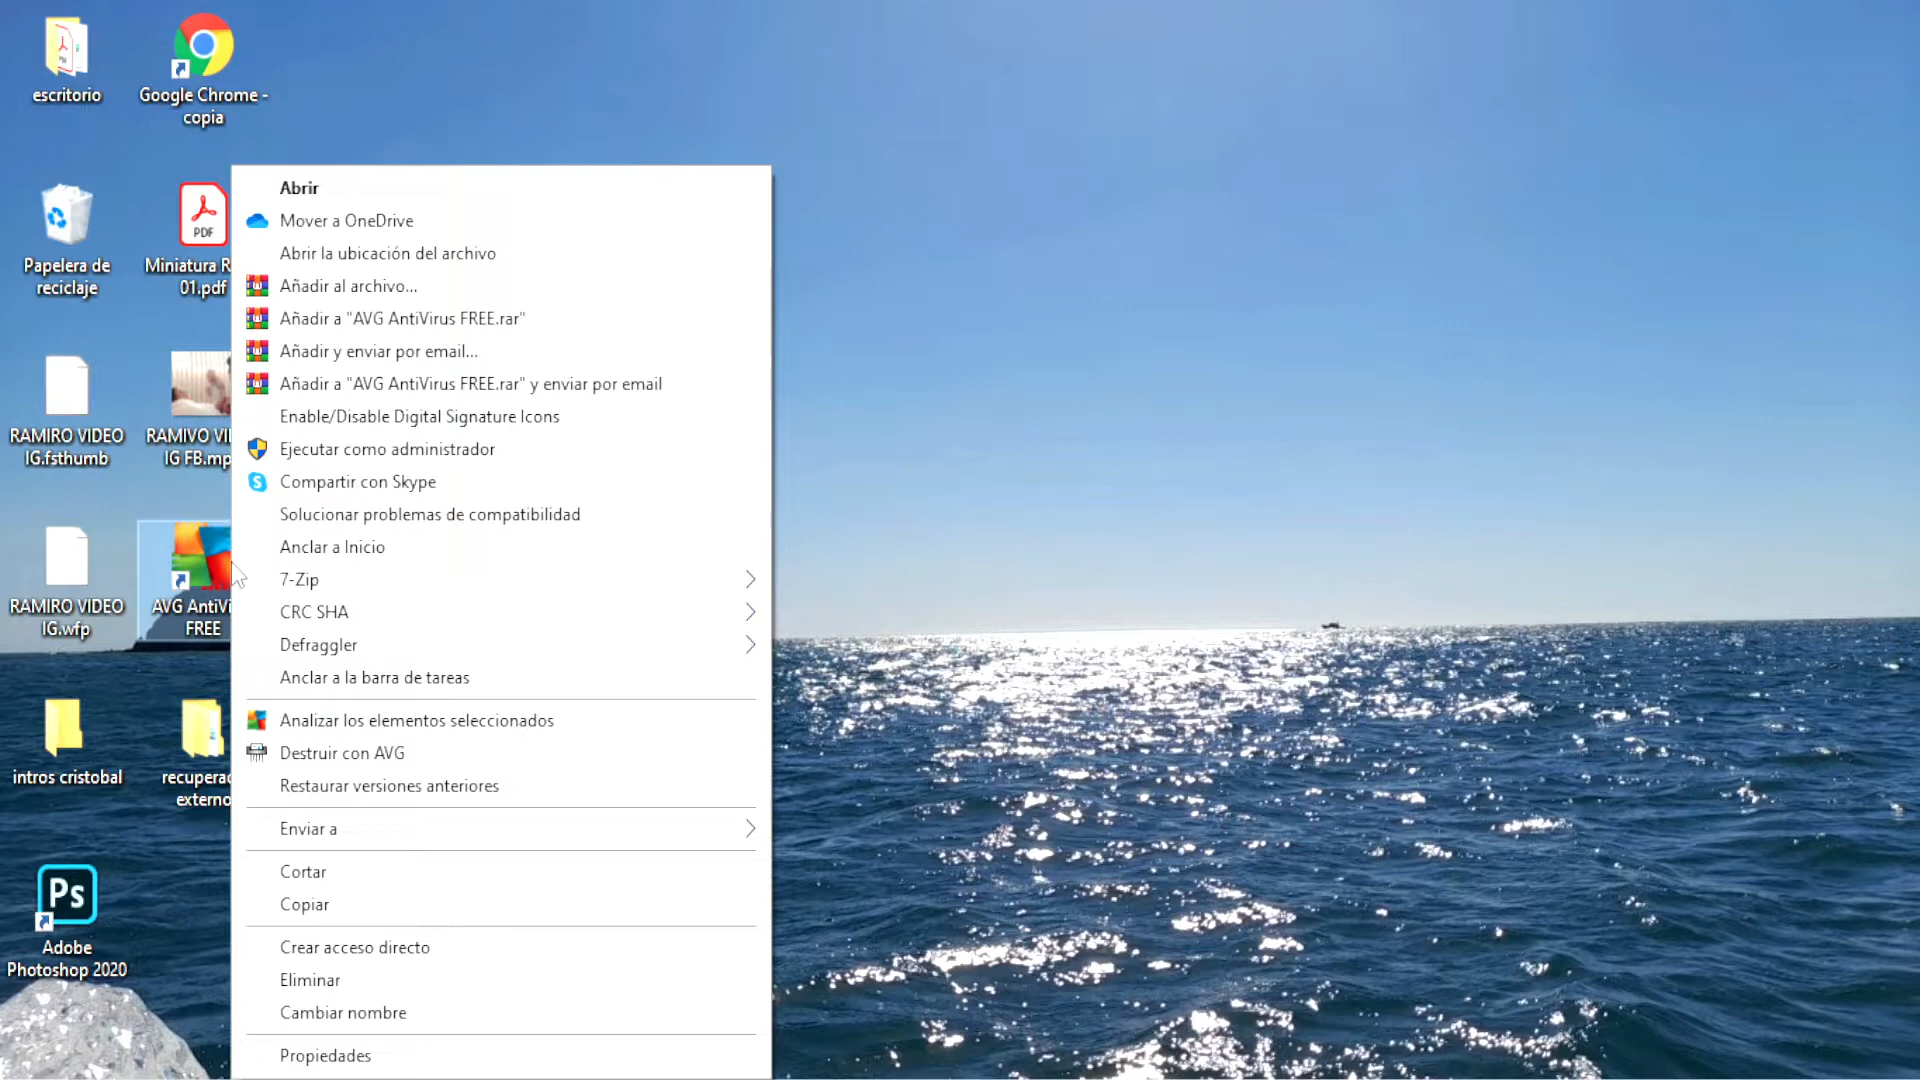 escritorio
Google Chrome -
copia
Papelera de
reciclaje
PDF
Miniatura R
01.pdf
RAMIRO VIDEO
IG.fsthumb
RAMIVO VI
IG FB.mp
RAMIRO VIDEO
IG.wfp
AVG AntiVi
FREE
intros cristobal
recuperac
externo
Ps
Adobe
Photoshop 2020
Abrir
Mover a OneDrive
Abrir la ubicación del archivo
Añadir al archivo...
Añadir a "AVG AntiVirus FREE.rar"
Añadir y enviar por email...
Añadir a "AVG AntiVirus FREE.rar" y enviar por email
Enable/Disable Digital Signature Icons
Ejecutar como administrador
Compartir con Skype
Solucionar problemas de compatibilidad
Anclar a Inicio
7-Zip
CRC SHA
Defraggler
Anclar a la barra de tareas
Analizar los elementos seleccionados
Destruir con AVG
Restaurar versiones anteriores
Enviar a
Cortar
Copiar
Crear acceso directo
Eliminar
Cambiar nombre
Propiedades